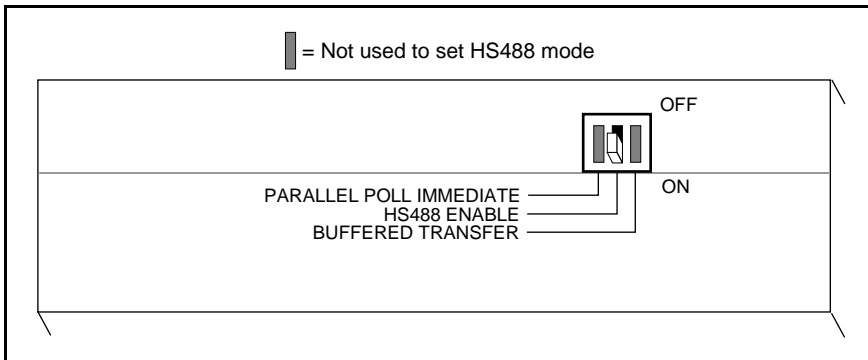 = Not used to set HS488 mode
OFF
ON
PARALLEL POLL IMMEDIATE
HS488 ENABLE
BUFFERED TRANSFER